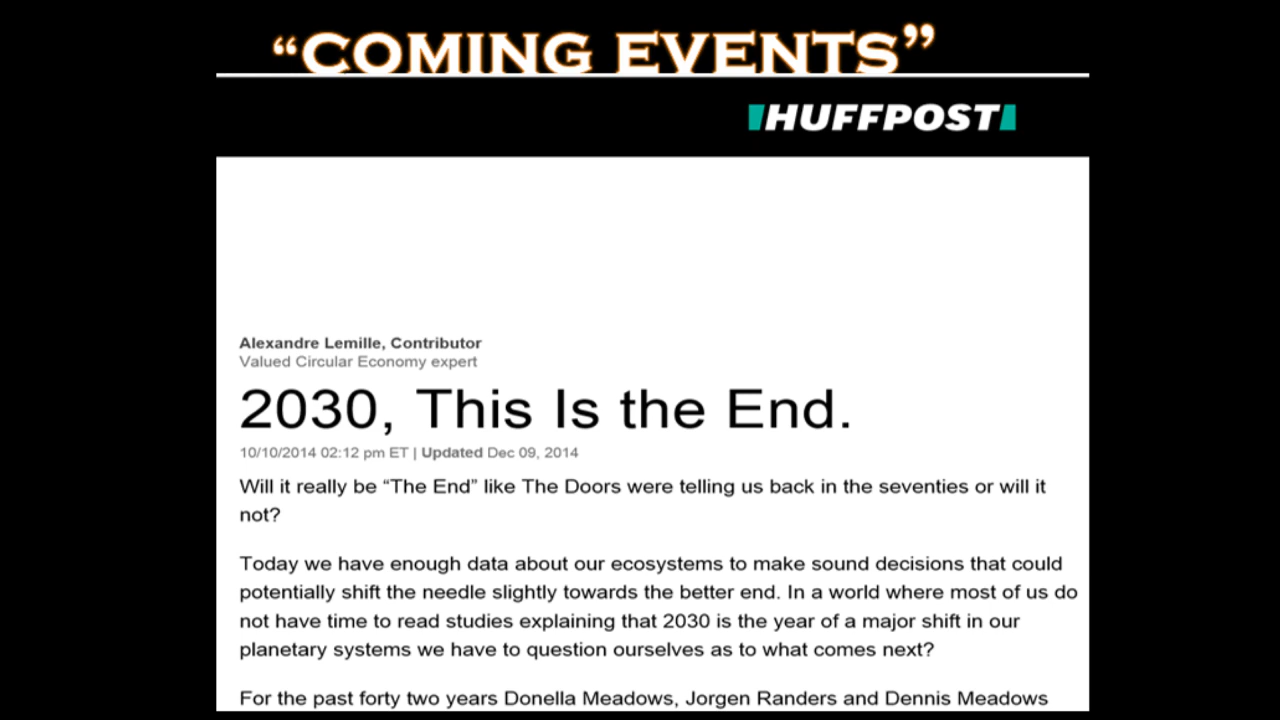 “COMING EVENTS”
HUFFPOST
Alexandre Lemille, Contributor
Valued Circular Economy expert
2030, This Is the End.
10/10/2014 02:12 pm ET | Updated Dec 09, 2014
Will it really be “The End” like The Doors were telling us back in the seventies or will it
not?
Today we have enough data about our ecosystems to make sound decisions that could
potentially shift the needle slightly towards the better end. In a world where most of us do
not have time to read studies explaining that 2030 is the year of a major shift in our
planetary systems we have to question ourselves as to what comes next?
For the past forty two years Donella Meadows, Jorgen Randers and Dennis Meadows